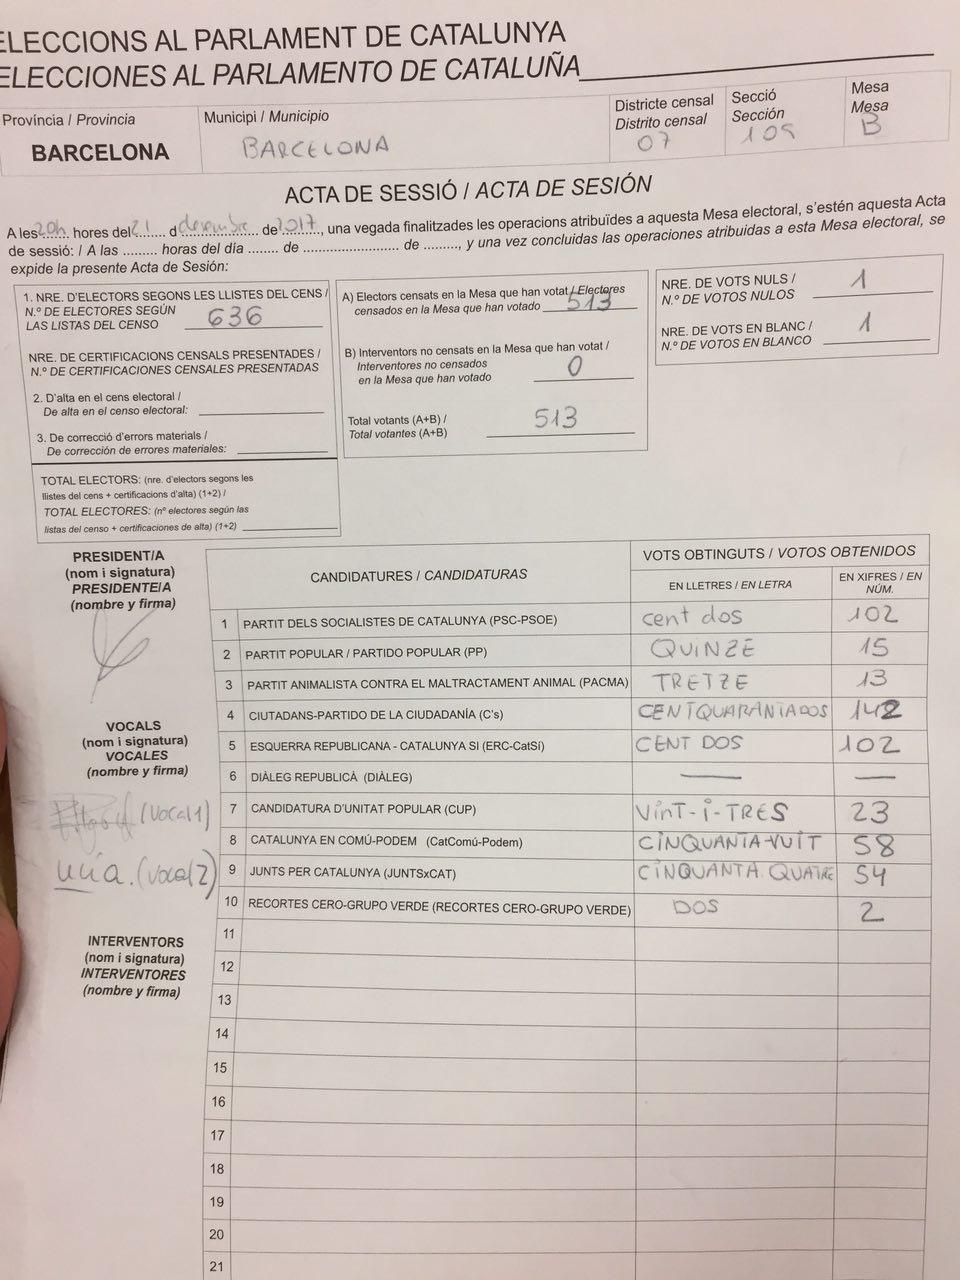 ELECCIONS AL PARLAMENT DE CATALUNYA
ELECCIONES AL PARLAMENTO DE CATALUÑA
Província / Provincia
BARCELONA
Municipi / Municipio
BARCELONA
Districte censal
Distrito censal
07
Secció
Sección
109
Mesa
Mesa
B
ACTA DE SESSIÓ / ACTA DE SESIÓN
A les 20h hores del 21 d desembre de 2017, una vegada finalitzades les operacions atribuïdes a aquesta Mesa electoral, s'estén aquesta Acta
de sessió: / A las ......... horas del día ........ de ........................ de ........., y una vez concluidas las operaciones atribuidas a esta Mesa electoral, se
expide la presente Acta de Sesión:
1. NRE. D'ELECTORS SEGONS LES LLISTES DEL CENS /
N.º DE ELECTORES SEGÚN
LAS LISTAS DEL CENSO 636
NRE. DE CERTIFICACIONS CENSALS PRESENTADES /
N.º DE CERTIFICACIONES CENSALES PRESENTADAS
2. D'alta en el cens electoral /
De alta en el censo electoral:
3. De correcció d'errors materials /
De corrección de errores materiales:
TOTAL ELECTORS: (nre. d'electors segons les
llistes del cens + certificacions d'alta) (1+2) /
TOTAL ELECTORES: (nº electores según las
listas del censo + certificaciones de alta) (1+2)
A) Electors censats en la Mesa que han votat / Electores
censados en la Mesa que han votado 513
B) Interventors no censats en la Mesa que han votat /
Interventores no censados
en la Mesa que han votado 0
Total votants (A+B) /
Total votantes (A+B) 513
NRE. DE VOTS NULS /
N.º DE VOTOS NULOS 1
NRE. DE VOTS EN BLANC /
N.º DE VOTOS EN BLANCO 1
PRESIDENT/A
(nom i signatura)
PRESIDENTE/A
(nombre y firma)
VOCALS
(nom i signatura)
VOCALES
(nombre y firma)
(Vocal 1)
(Vocal 2)
INTERVENTORS
(nom i signatura)
INTERVENTORES
(nombre y firma)
CANDIDATURES / CANDIDATURAS
VOTS OBTINGUTS / VOTOS OBTENIDOS
EN LLETRES / EN LETRA
EN XIFRES / EN
NÚM.
1 PARTIT DELS SOCIALISTES DE CATALUNYA (PSC-PSOE) cent dos 102
2 PARTIT POPULAR / PARTIDO POPULAR (PP) QUINZE 15
3 PARTIT ANIMALISTA CONTRA EL MALTRACTAMENT ANIMAL (PACMA) TRETZE 13
4 CIUTADANS-PARTIDO DE LA CIUDADANÍA (C's) CENTQUARANTADOS 142
5 ESQUERRA REPUBLICANA - CATALUNYA SI (ERC-CatSí) CENT DOS 102
6 DIÀLEG REPUBLICÀ (DIÀLEG) — —
7 CANDIDATURA D'UNITAT POPULAR (CUP) VINT-I-TRES 23
8 CATALUNYA EN COMÚ-PODEM (CatComú-Podem) CINQUANTA-VUIT 58
9 JUNTS PER CATALUNYA (JUNTSxCAT) CINQUANTA QUATRE 54
10 RECORTES CERO-GRUPO VERDE (RECORTES CERO-GRUPO VERDE) DOS 2
11
12
13
14
15
16
17
18
19
20
21